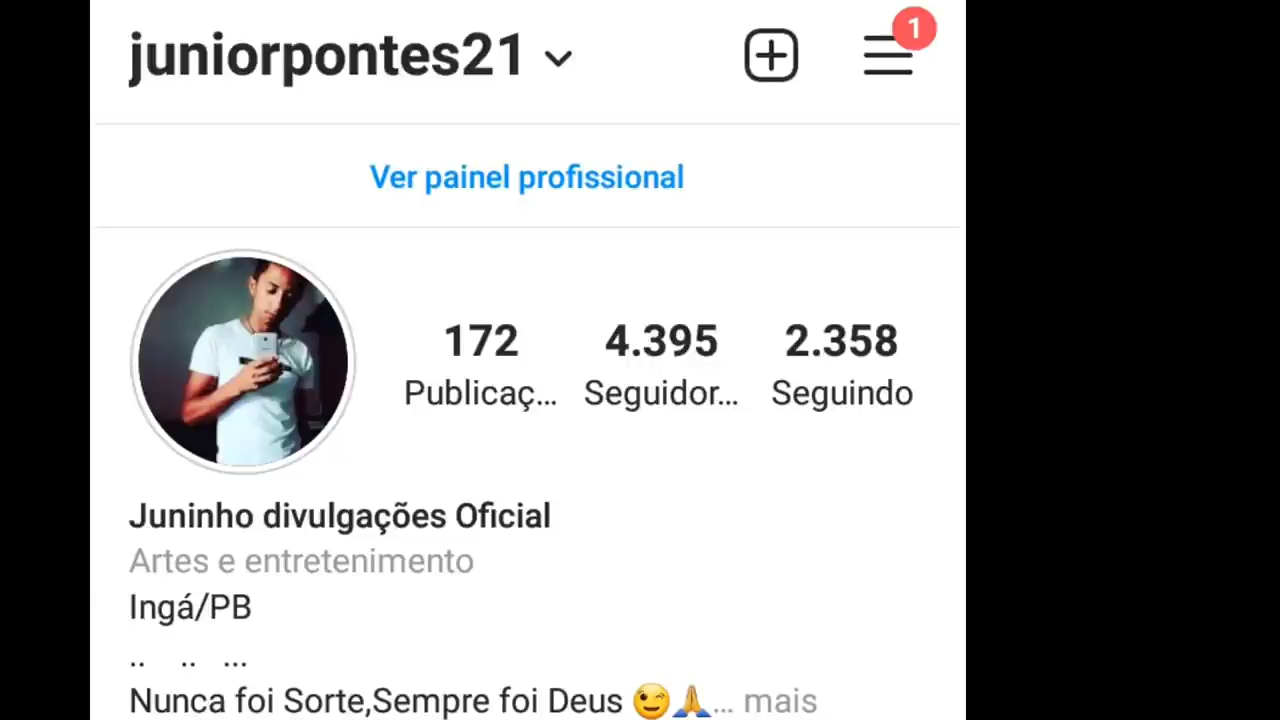 juniorpontes21
1
Ver painel profissional
172 4.395 2.358
Publicaç... Seguidor... Seguindo
Juninho divulgações Oficial
Artes e entretenimento
Ingá/PB
.. .. ...
Nunca foi Sorte,Sempre foi Deus 😉🙏... mais